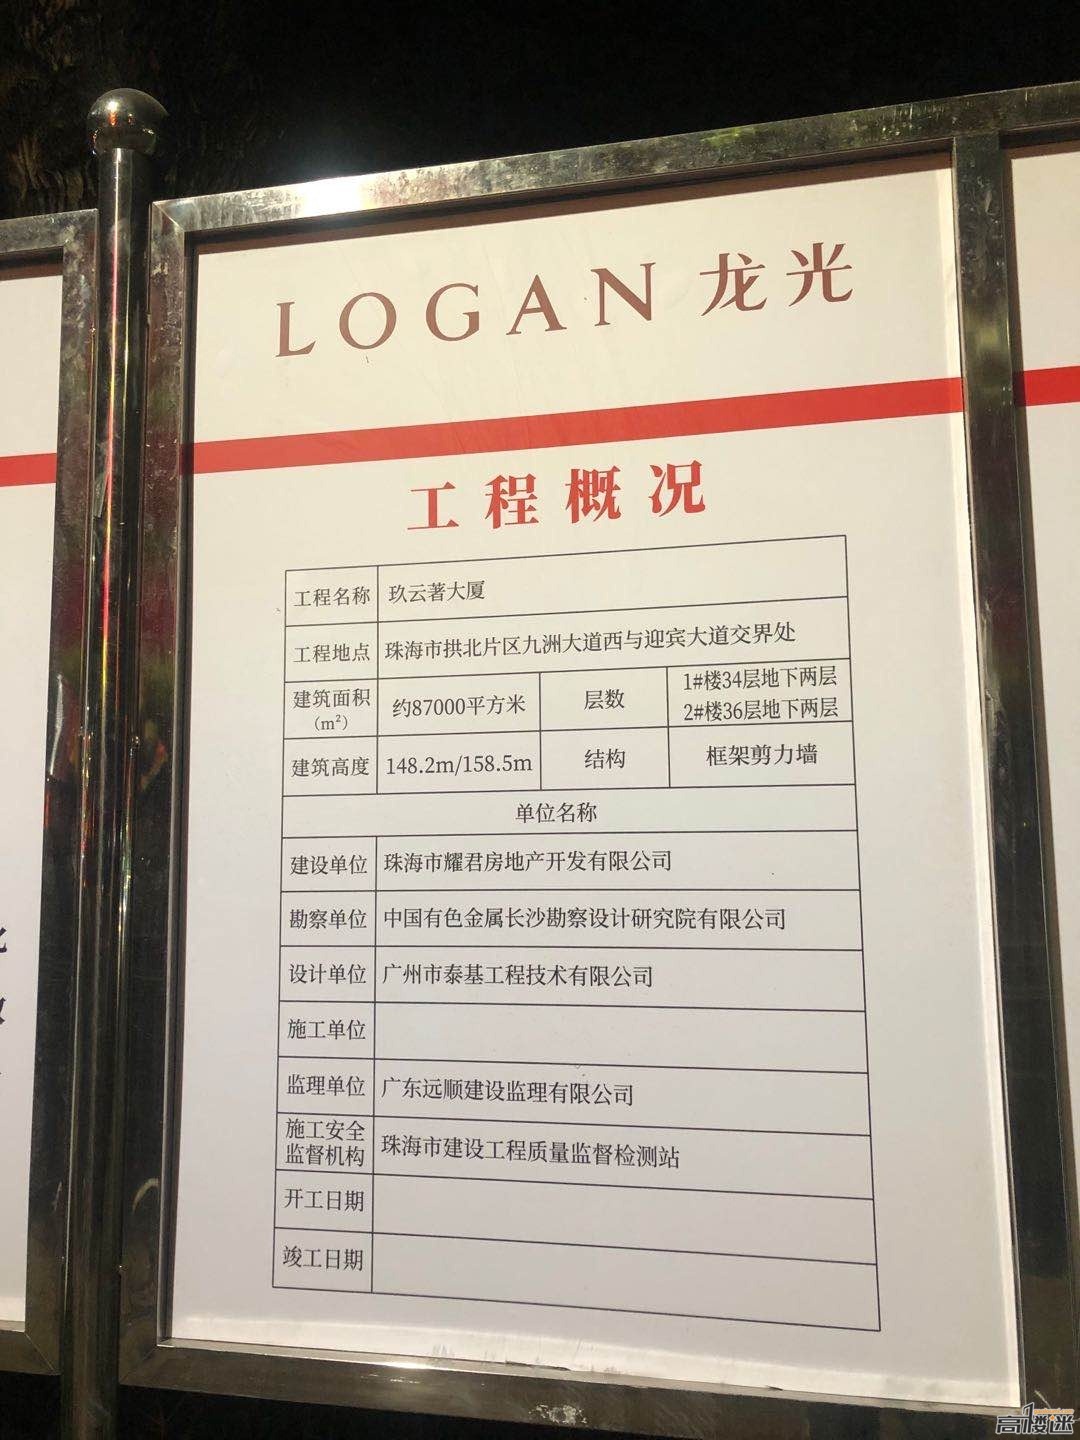 LOGAN 龙光
工程概况
工程名称 玖云著大厦
工程地点 珠海市拱北片区九洲大道西与迎宾大道交界处
建筑面积（m²） 约87000平方米 层数 1#楼34层地下两层
2#楼36层地下两层
建筑高度 148.2m/158.5m 结构 框架剪力墙
单位名称
建设单位 珠海市耀君房地产开发有限公司
勘察单位 中国有色金属长沙勘察设计研究院有限公司
设计单位 广州市泰基工程技术有限公司
施工单位
监理单位 广东远顺建设监理有限公司
施工安全
监督机构 珠海市建设工程质量监督检测站
开工日期
竣工日期
高楼迷